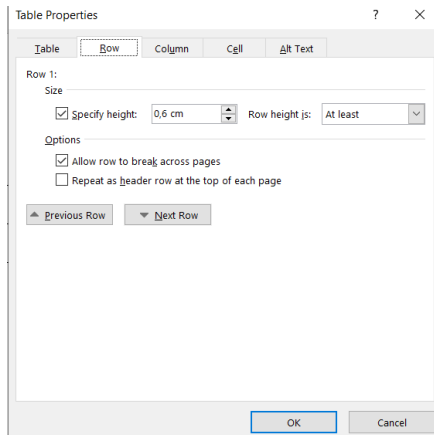 Table Properties ? ×
Table Row Column Cell Alt Text
Row 1:
Size
Specify height: 0,6 cm Row height is: At least
Options
Allow row to break across pages
Repeat as header row at the top of each page
Previous Row Next Row
OK Cancel